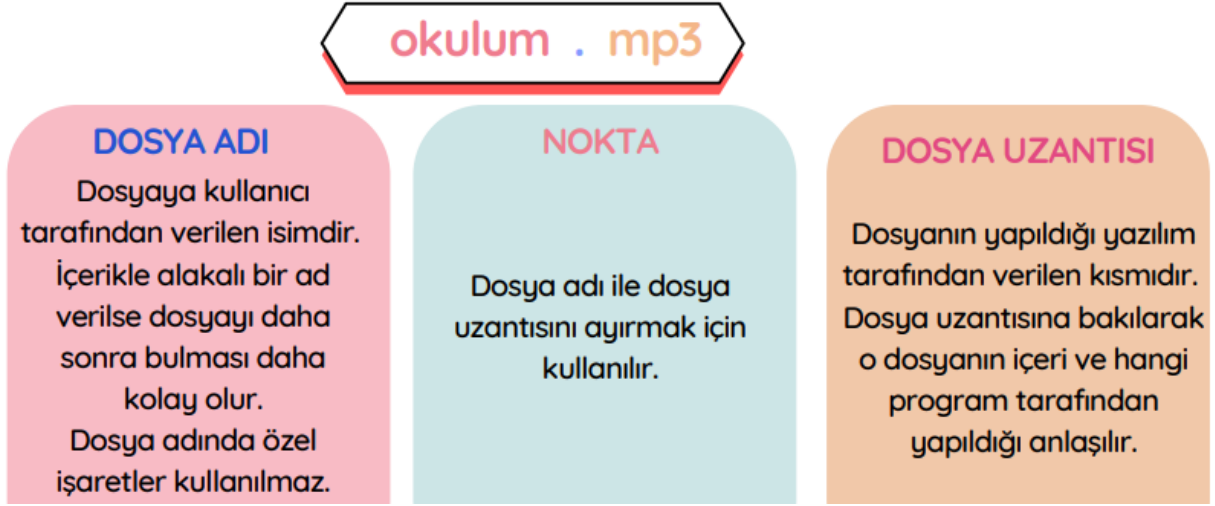 okulum . mp3
DOSYA ADI
Dosyaya kullanıcı
tarafından verilen isimdir.
İçerikle alakalı bir ad
verilse dosyayı daha
sonra bulması daha
kolay olur.
Dosya adında özel
işaretler kullanılmaz.
NOKTA
Dosya adı ile dosya
uzantısını ayırmak için
kullanılır.
DOSYA UZANTISI
Dosyanın yapıldığı yazılım
tarafından verilen kısmıdır.
Dosya uzantısına bakılarak
o dosyanın içeri ve hangi
program tarafından
yapıldığı anlaşılır.